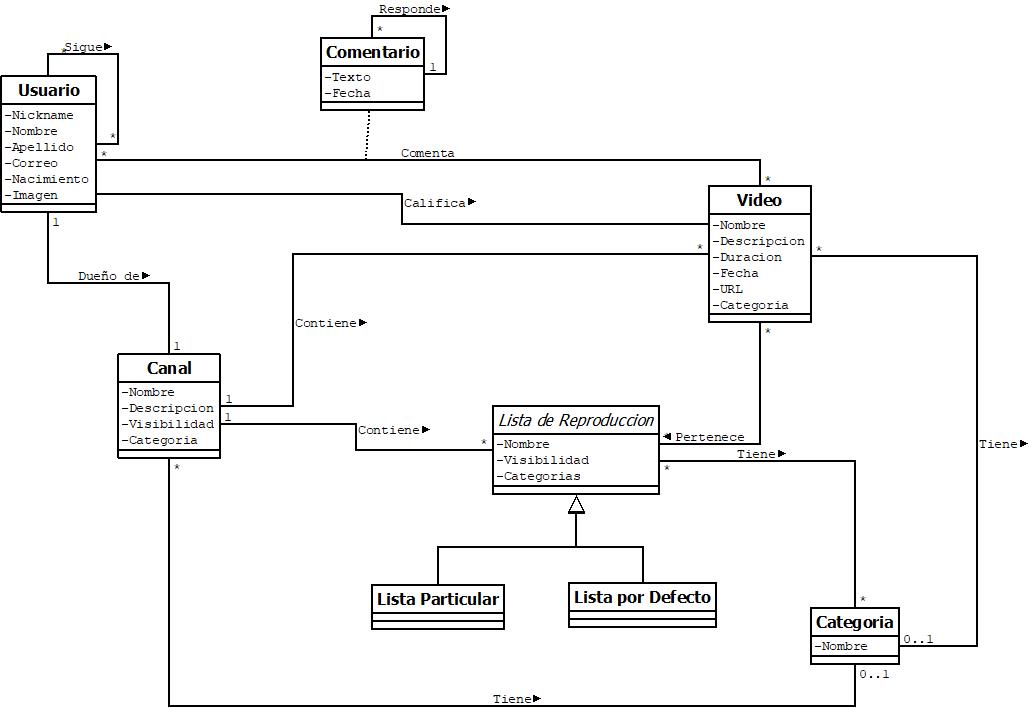 Responde
*
Comentario
1
-Texto
-Fecha
Sigue
*
Usuario
-Nickname
-Nombre
-Apellido
-Correo
-Nacimiento
-Imagen
*
*
Comenta
*
Califica
Video
-Nombre
-Descripcion
-Duracion
-Fecha
-URL
-Categoria
*
*
*
1
Dueño de
1
Contiene
Canal
-Nombre
-Descripcion
-Visibilidad
-Categoria
1
1
Contiene
*
*
Lista de Reproduccion
-Nombre
-Visibilidad
-Categorias
Pertenece
Tiene
*
Tiene
Lista Particular
Lista por Defecto
*
Categoria
-Nombre
0..1
0..1
Tiene